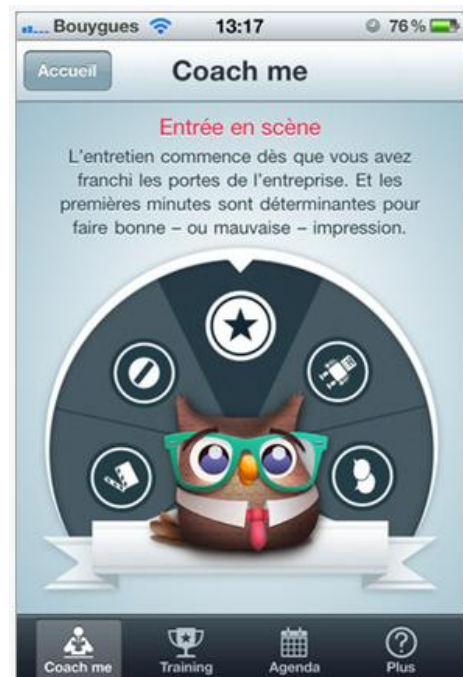 Bouygues 13:17 76 %
Accueil Coach me
Entrée en scène
L'entretien commence dès que vous avez
franchi les portes de l'entreprise. Et les
premières minutes sont déterminantes pour
faire bonne – ou mauvaise – impression.
Coach me Training Agenda Plus